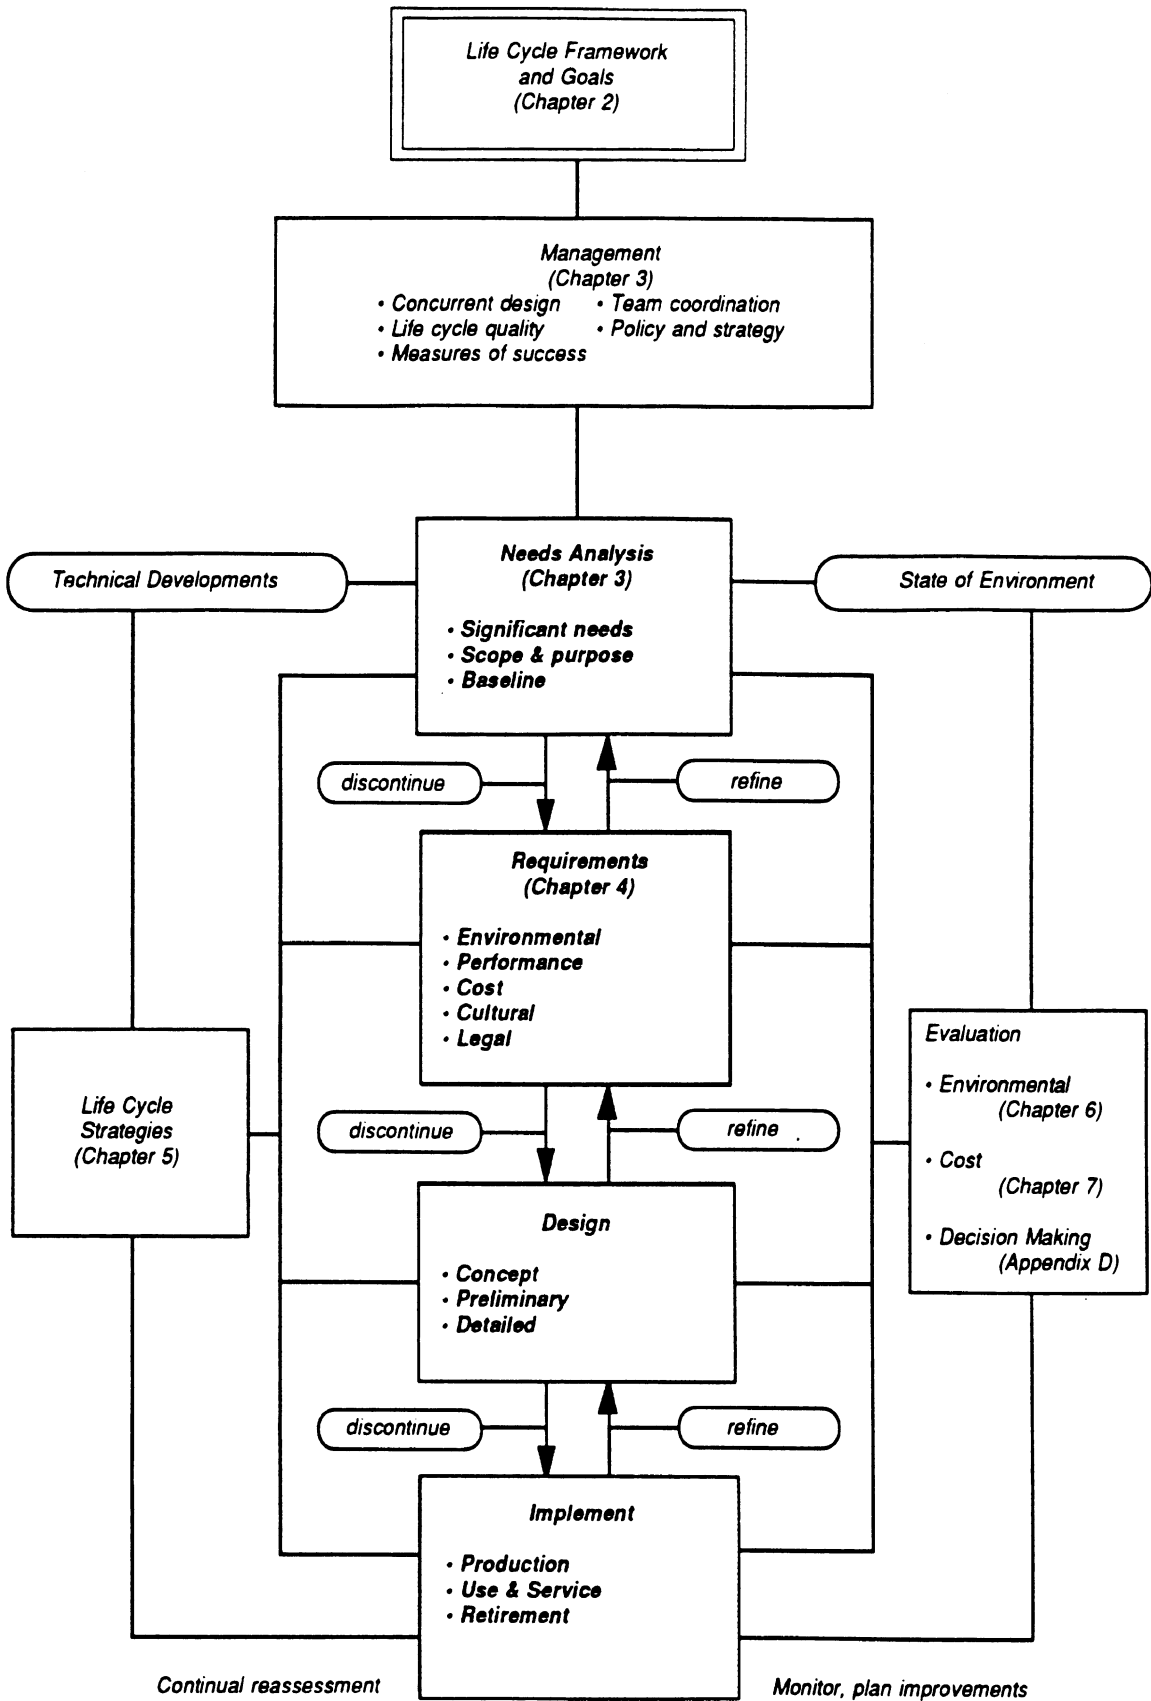 Life Cycle Framework
and Goals
(Chapter 2)
Management
(Chapter 3)
• Concurrent design • Team coordination
• Life cycle quality • Policy and strategy
• Measures of success
Needs Analysis
(Chapter 3)
• Significant needs
• Scope & purpose
• Baseline
Technical Developments
State of Environment
discontinue
refine
Requirements
(Chapter 4)
• Environmental
• Performance
• Cost
• Cultural
• Legal
Life Cycle
Strategies
(Chapter 5)
Evaluation
• Environmental
(Chapter 6)
• Cost
(Chapter 7)
• Decision Making
(Appendix D)
discontinue
refine
Design
• Concept
• Preliminary
• Detailed
discontinue
refine
Implement
• Production
• Use & Service
• Retirement
Continual reassessment
Monitor, plan improvements